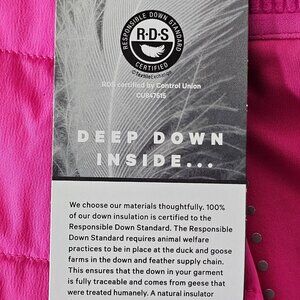 RESPONSIBLE DOWN STANDARD
R·D·S
CERTIFIED
RDS certified by Control Union
CU847515
DEEP DOWN
INSIDE...
We choose our materials thoughtfully. 100%
of our down insulation is certified to the
Responsible Down Standard. The Responsible
Down Standard requires animal welfare
practices to be in place at the duck and goose
farms in the down and feather supply chain.
This ensures that the down in your garment
is fully traceable and comes from geese that
were treated humanely. A natural insulator